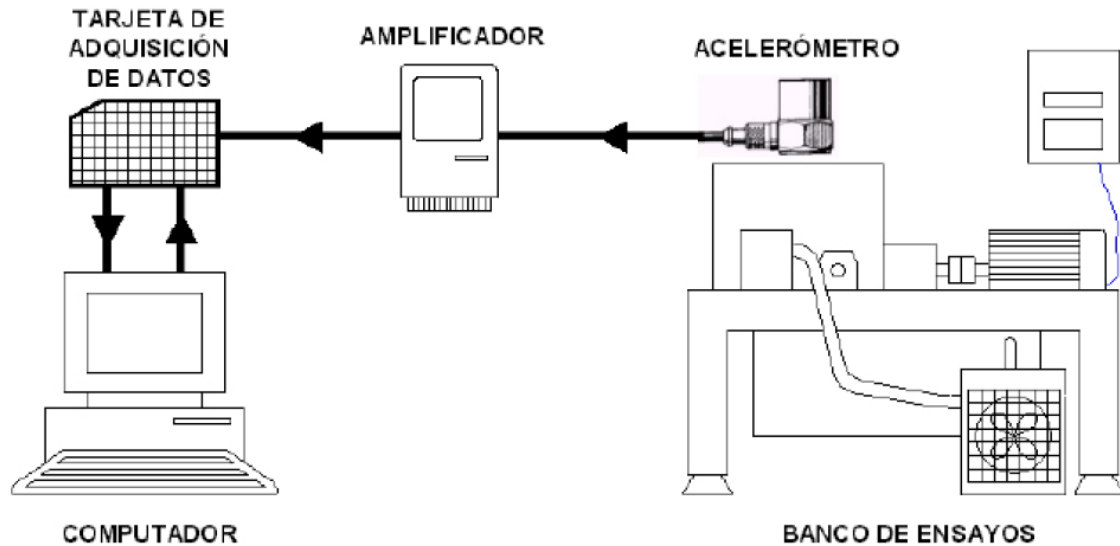 TARJETA DE
ADQUISICIÓN
DE DATOS
AMPLIFICADOR
ACELERÓMETRO
COMPUTADOR
BANCO DE ENSAYOS